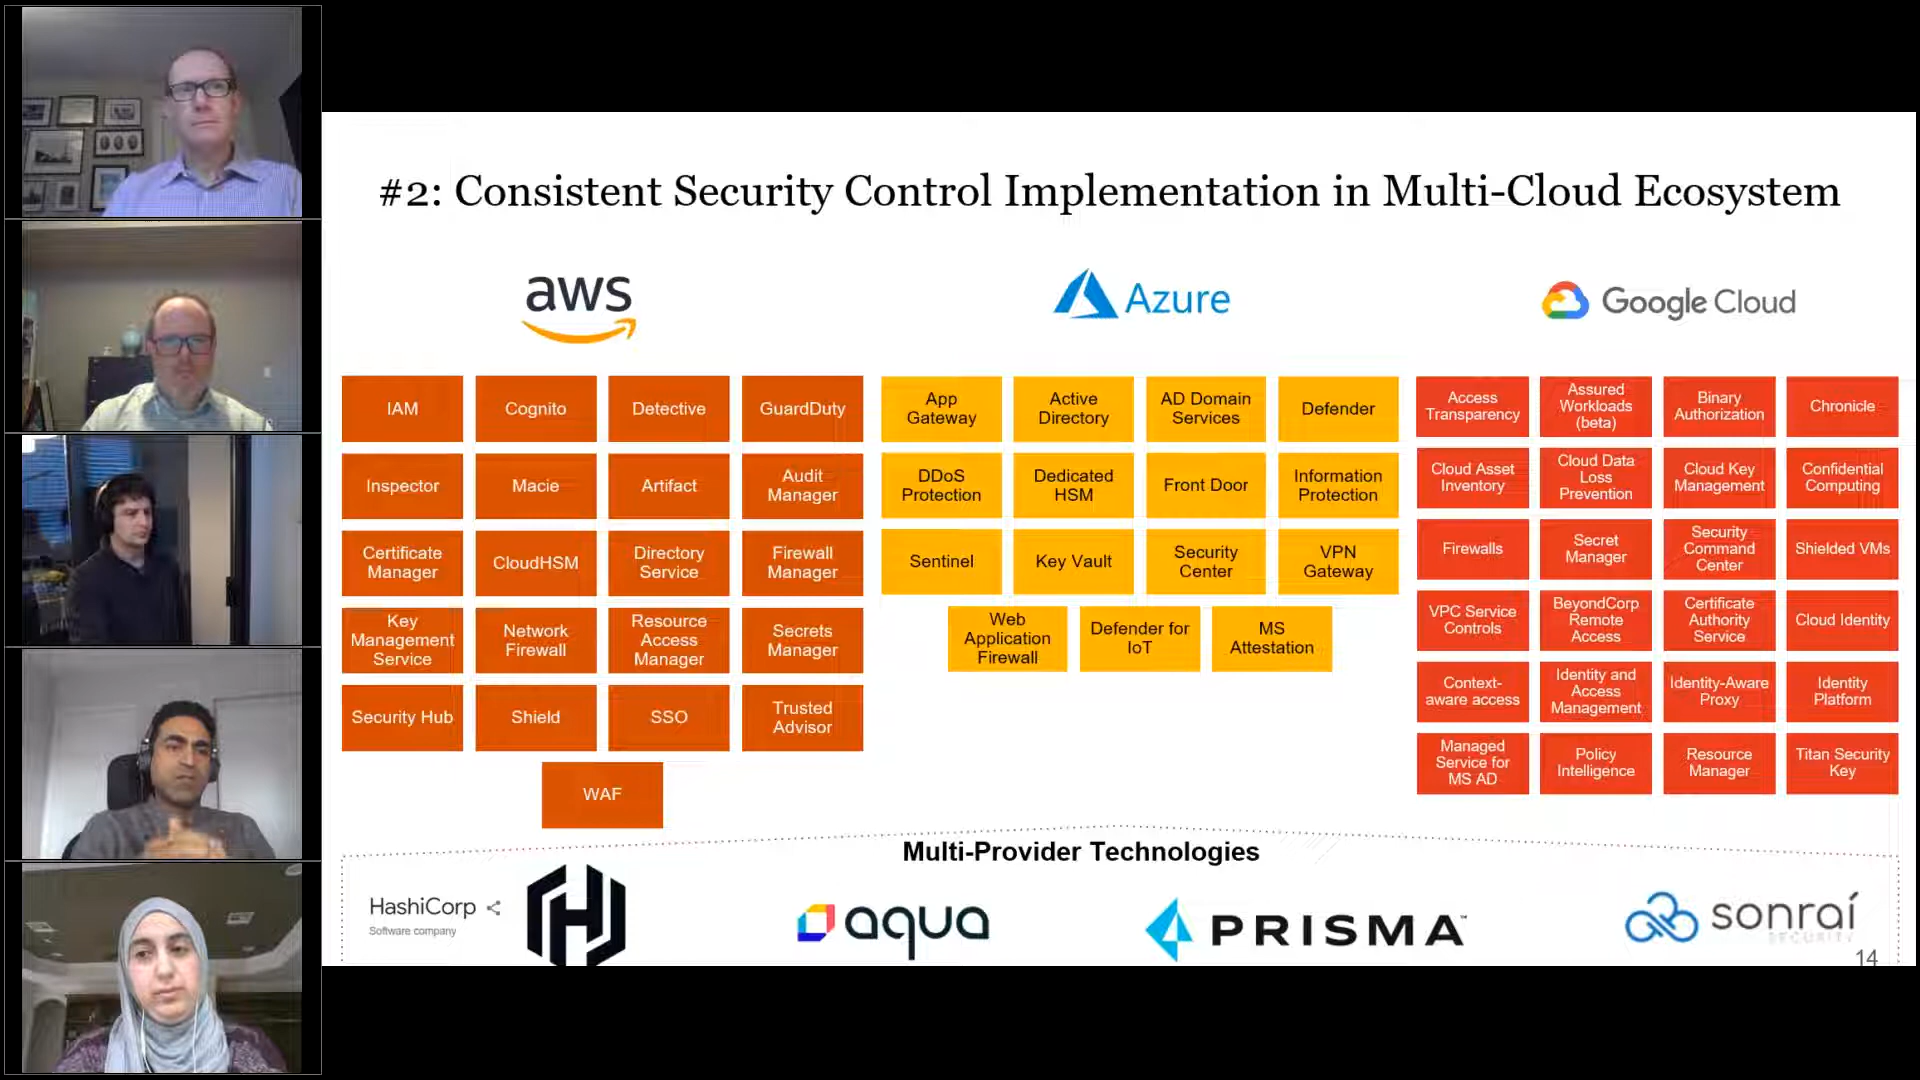 #2: Consistent Security Control Implementation in Multi-Cloud Ecosystem
aws
Azure
Google Cloud
IAM
Cognito
Detective
GuardDuty
Inspector
Macie
Artifact
Audit
Manager
Certificate
Manager
CloudHSM
Directory
Service
Firewall
Manager
Key
Management
Service
Network
Firewall
Resource
Access
Manager
Secrets
Manager
Security Hub
Shield
SSO
Trusted
Advisor
WAF
App
Gateway
Active
Directory
AD Domain
Services
Defender
DDoS
Protection
Dedicated
HSM
Front Door
Information
Protection
Sentinel
Key Vault
Security
Center
VPN
Gateway
Web
Application
Firewall
Defender for
IoT
MS
Attestation
Access
Transparency
Assured
Workloads
(beta)
Binary
Authorization
Chronicle
Cloud Asset
Inventory
Cloud Data
Loss
Prevention
Cloud Key
Management
Confidential
Computing
Firewalls
Secret
Manager
Security
Command
Center
Shielded VMs
VPC Service
Controls
BeyondCorp
Remote
Access
Certificate
Authority
Service
Cloud Identity
Context-
aware access
Identity and
Access
Management
Identity-Aware
Proxy
Identity
Platform
Managed
Service for
MS AD
Policy
Intelligence
Resource
Manager
Titan Security
Key
Multi-Provider Technologies
HashiCorp
Software company
aqua
PRISMA™
sonraí
SECURITY
14